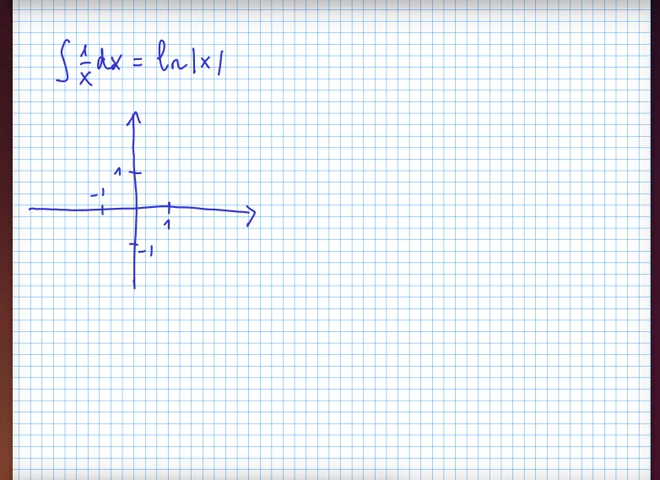 ∫ 1/x dx = ln|x|
1
-1
1
-1